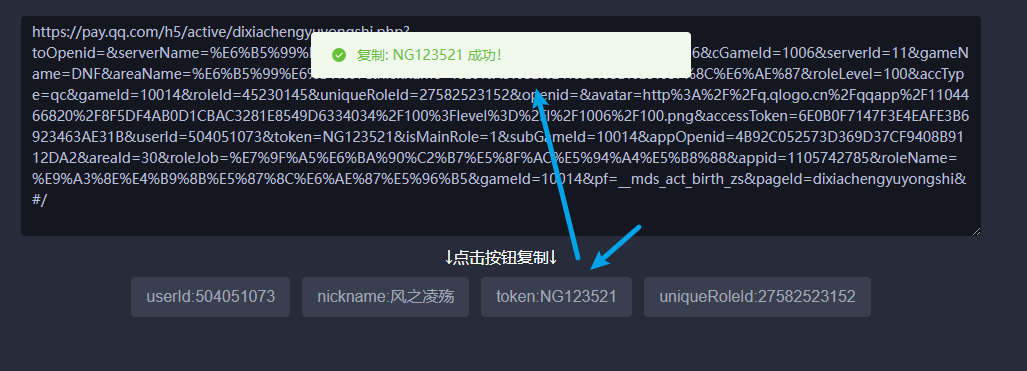 https://pay.qq.com/h5/active/dixiachengyuyongshi.php?
toOpenid=&serverName=%E6%B5%99%E
6&cGameId=1006&serverId=11&gameN
复制: NG123521 成功!
ame=DNF&areaName=%E6%B5%99%E6%
%8C%E6%AE%87&roleLevel=100&accTyp
e=qc&gameId=10014&roleId=45230145&uniqueRoleId=27582523152&openid=&avatar=http%3A%2F%2Fq.qlogo.cn%2Fqqapp%2F11044
66820%2F8F5DF4AB0D1CBAC3281E8549D6334034%2F100%3Flevel%3D%2Fl%2F1006%2F100.png&accessToken=6E0B0F7147F3E4EAFE3B6
923463AE31B&userId=504051073&token=NG123521&isMainRole=1&subGameId=10014&appOpenid=4B92C052573D369D37CF9408B91
12DA2&areaId=30&roleJob=%E7%9F%A5%E6%BA%90%C2%B7%E5%8F%AC%E5%94%A4%E5%B8%88&appid=1105742785&roleName=
%E9%A3%8E%E4%B9%8B%E5%87%8C%E6%AE%87%E5%96%B5&gameId=10014&pf=__mds_act_birth_zs&pageId=dixiachengyuyongshi&
#/
↓点击按钮复制↓
userId:504051073
nickname:风之凌殇
token:NG123521
uniqueRoleId:27582523152